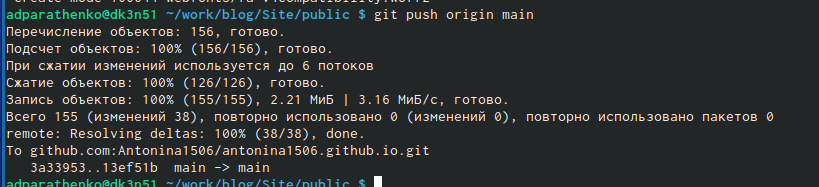 adparathenko@dk3n51 ~/work/blog/Site/public $ git push origin main
Перечисление объектов: 156, готово.
Подсчет объектов: 100% (156/156), готово.
При сжатии изменений используется до 6 потоков
Сжатие объектов: 100% (126/126), готово.
Запись объектов: 100% (155/155), 2.21 МиБ | 3.16 МиБ/с, готово.
Всего 155 (изменений 38), повторно использовано 0 (изменений 0), повторно использовано пакетов 0
remote: Resolving deltas: 100% (38/38), done.
To github.com:Antonina1506/antonina1506.github.io.git
3a33953..13ef51b  main -> main
adparathenko@dk3n51 ~/work/blog/Site/public $